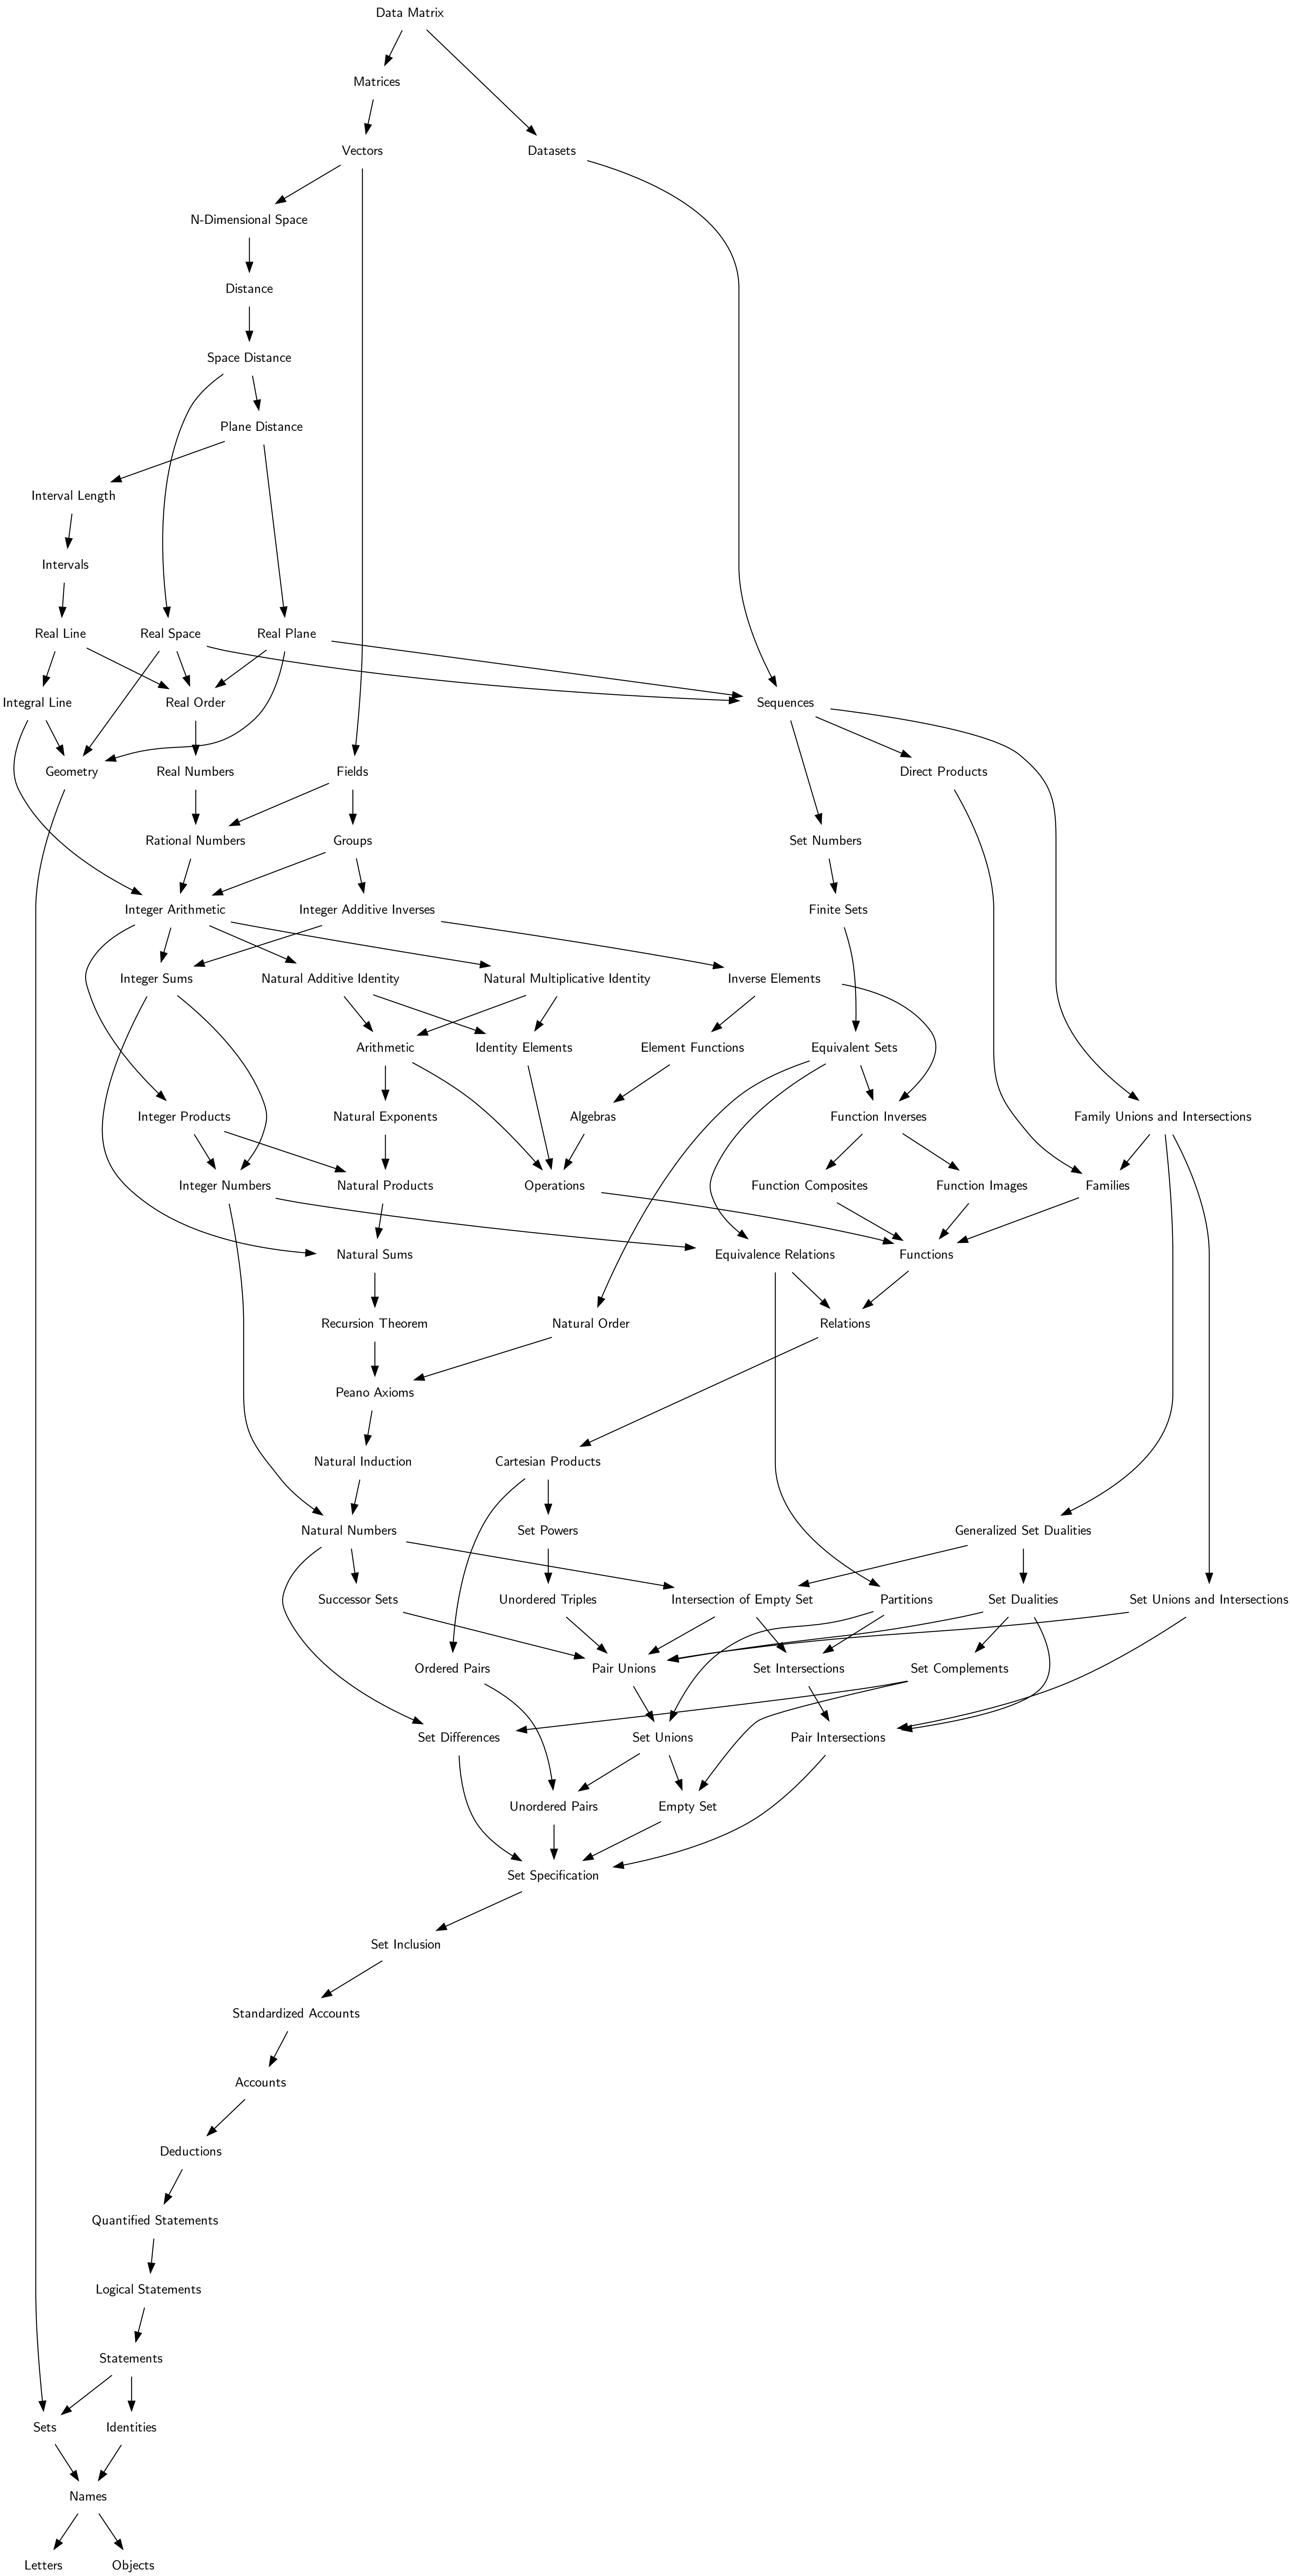 Data Matrix
Matrices
Vectors
Datasets
N-Dimensional Space
Distance
Space Distance
Plane Distance
Interval Length
Intervals
Real Line
Real Space
Real Plane
Integral Line
Real Order
Sequences
Geometry
Real Numbers
Fields
Direct Products
Rational Numbers
Groups
Set Numbers
Integer Arithmetic
Integer Additive Inverses
Finite Sets
Integer Sums
Natural Additive Identity
Natural Multiplicative Identity
Inverse Elements
Arithmetic
Identity Elements
Element Functions
Equivalent Sets
Integer Products
Natural Exponents
Algebras
Function Inverses
Family Unions and Intersections
Integer Numbers
Natural Products
Operations
Function Composites
Function Images
Families
Natural Sums
Equivalence Relations
Functions
Recursion Theorem
Natural Order
Relations
Peano Axioms
Natural Induction
Cartesian Products
Natural Numbers
Set Powers
Generalized Set Dualities
Successor Sets
Unordered Triples
Intersection of Empty Set
Partitions
Set Dualities
Set Unions and Intersections
Ordered Pairs
Pair Unions
Set Intersections
Set Complements
Set Differences
Set Unions
Pair Intersections
Unordered Pairs
Empty Set
Set Specification
Set Inclusion
Standardized Accounts
Accounts
Deductions
Quantified Statements
Logical Statements
Statements
Sets
Identities
Names
Letters
Objects